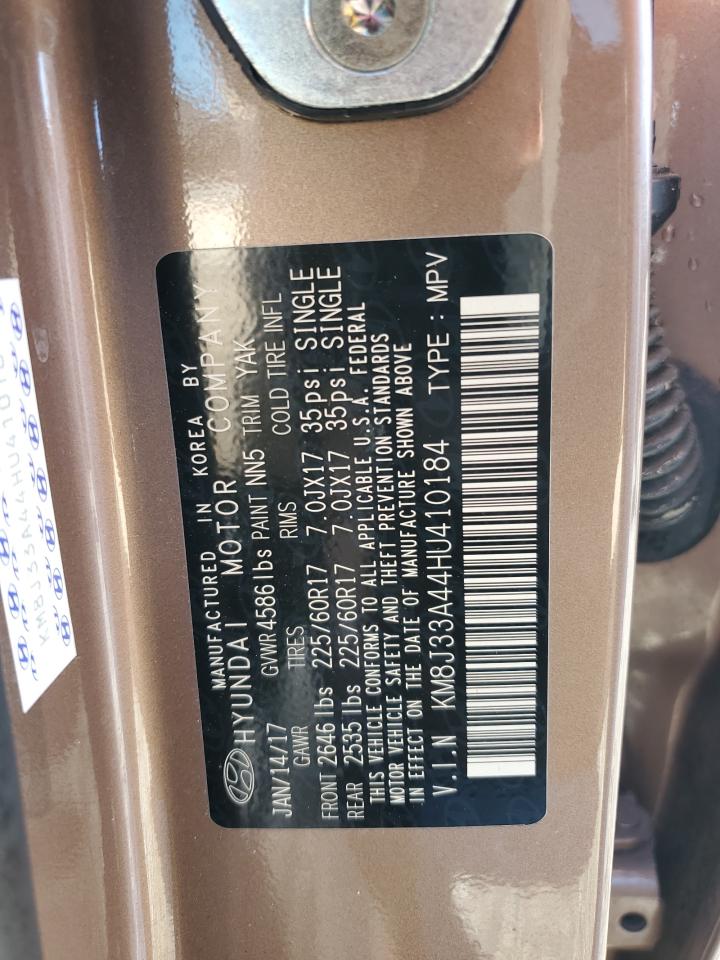 MANUFACTURED IN KOREA BY
HYUNDAI MOTOR COMPANY
JAN/14/17 GVWR 4586 lbs PAINT NN5 TRIM YAK
GAWR TIRES RIMS COLD TIRE INFL
FRONT 2646 lbs 225/60R17 7.0JX17 35psi SINGLE
REAR 2535 lbs 225/60R17 7.0JX17 35psi SINGLE
THIS VEHICLE CONFORMS TO ALL APPLICABLE U.S.A. FEDERAL
MOTOR VEHICLE SAFETY AND THEFT PREVENTION STANDARDS
IN EFFECT ON THE DATE OF MANUFACTURE SHOWN ABOVE
V.I.N KM8J33A44HU410184 TYPE : MPV
KM8J33A44HU4101